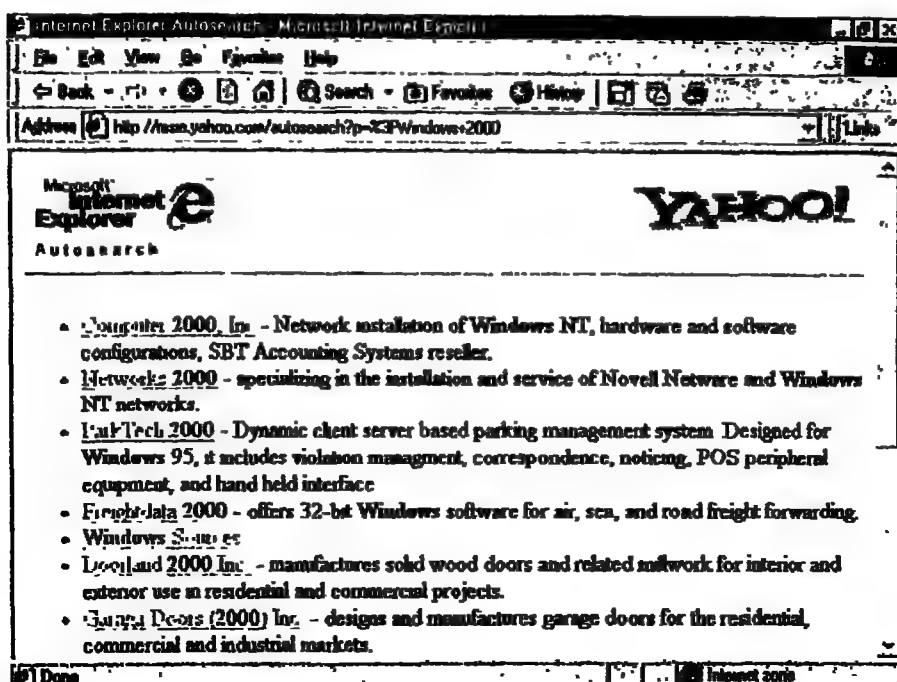 Internet Explorer Autosearch - Microsoft Internet Explorer
File Edit View Go Favorites Help
Back Search Favorites History
Address http //msn.yahoo.com/autosearch?p=%3FWindows+2000 Links
Microsoft
Internet
Explorer
YAHOO!
Autosearch
• Computer 2000, Inc - Network installation of Windows NT, hardware and software
configurations, SBT Accounting Systems reseller.
• Networks 2000 - specializing in the installation and service of Novell Netware and Windows
NT networks.
• ParkTech 2000 - Dynamic client server based parking management system Designed for
Windows 95, it includes violation managment, correspondence, noticing, POS peripheral
equipment, and hand held interface
• Freightdata 2000 - offers 32-bit Windows software for air, sea, and road freight forwarding.
• Windows Sources
• Doorland 2000 Inc - manufactures solid wood doors and related millwork for interior and
exterior use in residential and commercial projects.
• Garaga Doors (2000) Inc. - designs and manufactures garage doors for the residential,
commercial and industrial markets.
Done Internet zone